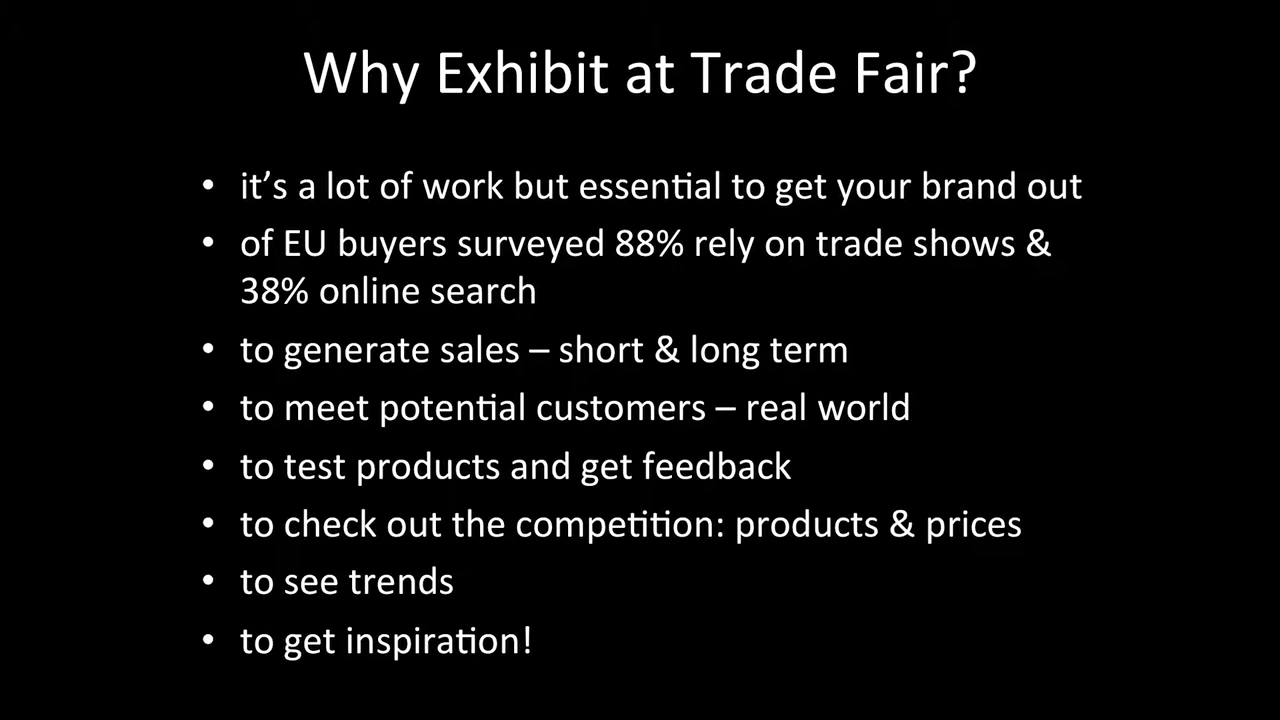 Why Exhibit at Trade Fair?
• it's a lot of work but essential to get your brand out
• of EU buyers surveyed 88% rely on trade shows &
38% online search
• to generate sales – short & long term
• to meet potential customers – real world
• to test products and get feedback
• to check out the competition: products & prices
• to see trends
• to get inspiration!